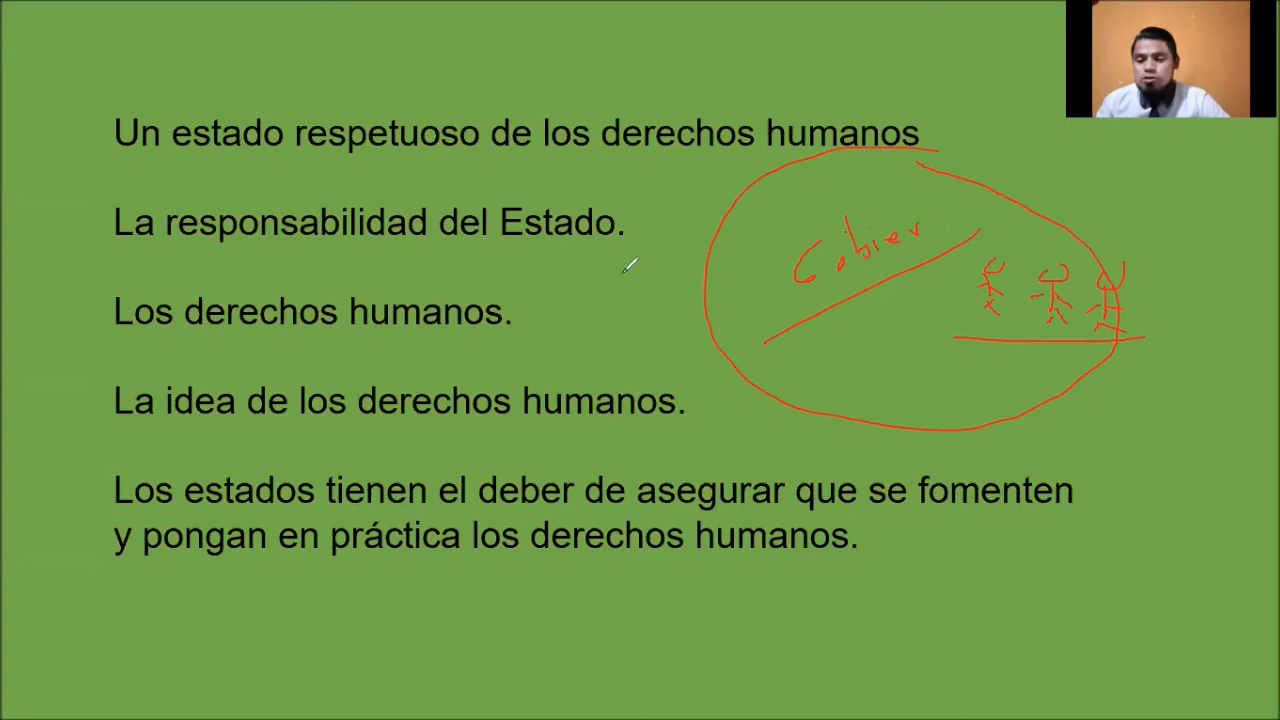 Un estado respetuoso de los derechos humanos
La responsabilidad del Estado.
Gobier
Los derechos humanos.
La idea de los derechos humanos.
Los estados tienen el deber de asegurar que se fomenten
y pongan en práctica los derechos humanos.